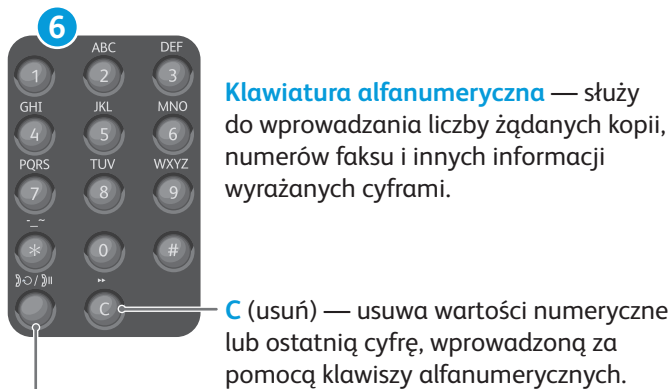 6
ABC DEF
1 2 3
GHI JKL MNO
4 5 6
PQRS TUV WXYZ
7 8 9
-_~
* 0 #
C
Klawiatura alfanumeryczna — służy
do wprowadzania liczby żądanych kopii,
numerów faksu i innych informacji
wyrażanych cyframi.
C (usuń) — usuwa wartości numeryczne
lub ostatnią cyfrę, wprowadzoną za
pomocą klawiszy alfanumerycznych.